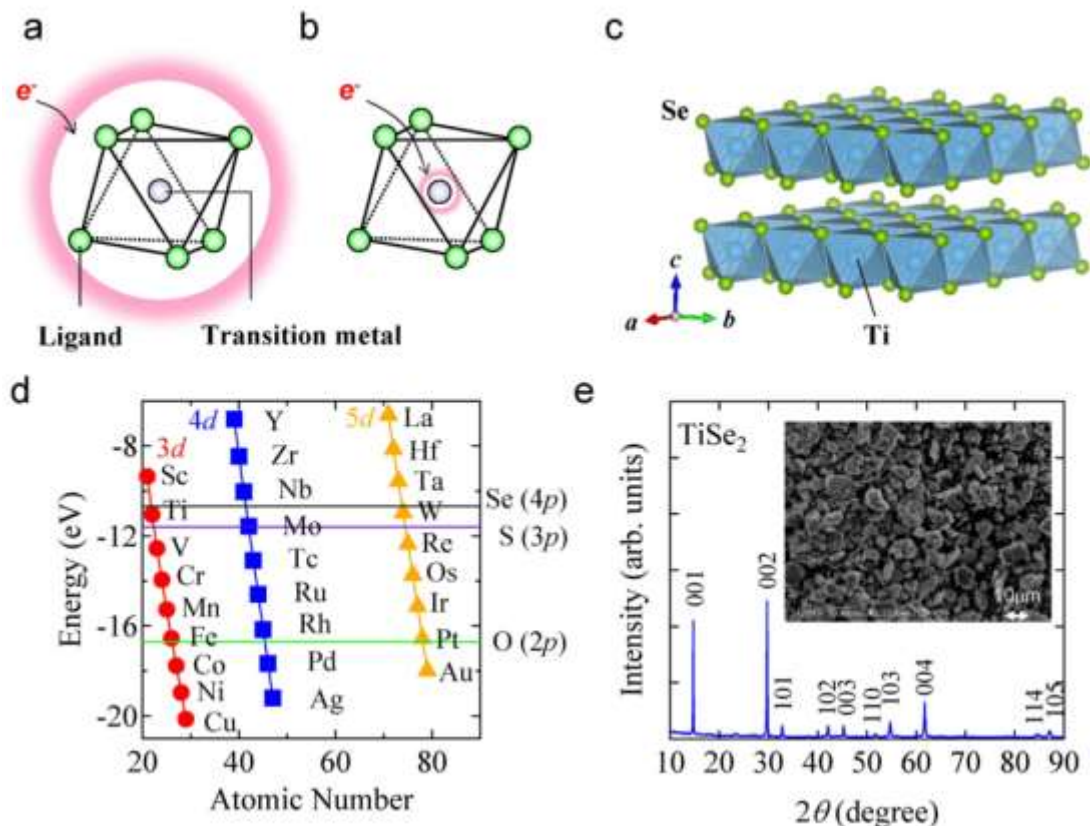 a
b
c
e-
e-
Se
Ligand
Transition metal
c
a
b
Ti
d
4d
Y
5d
La
-8
3d
Zr
Hf
Sc
Nb
Ta
Se (4p)
Ti
W
-12
Mo
S (3p)
V
Re
Cr
Tc
Os
Mn
Ru
Ir
-16
Fe
Rh
Pt
O (2p)
Co
Pd
Au
Ni
Ag
-20
Cu
20
40
60
80
Energy (eV)
Atomic Number
e
TiSe2
10μm
001
002
101
102
003
110
103
004
114
105
10 20 30 40 50 60 70 80 90
Intensity (arb. units)
2θ (degree)